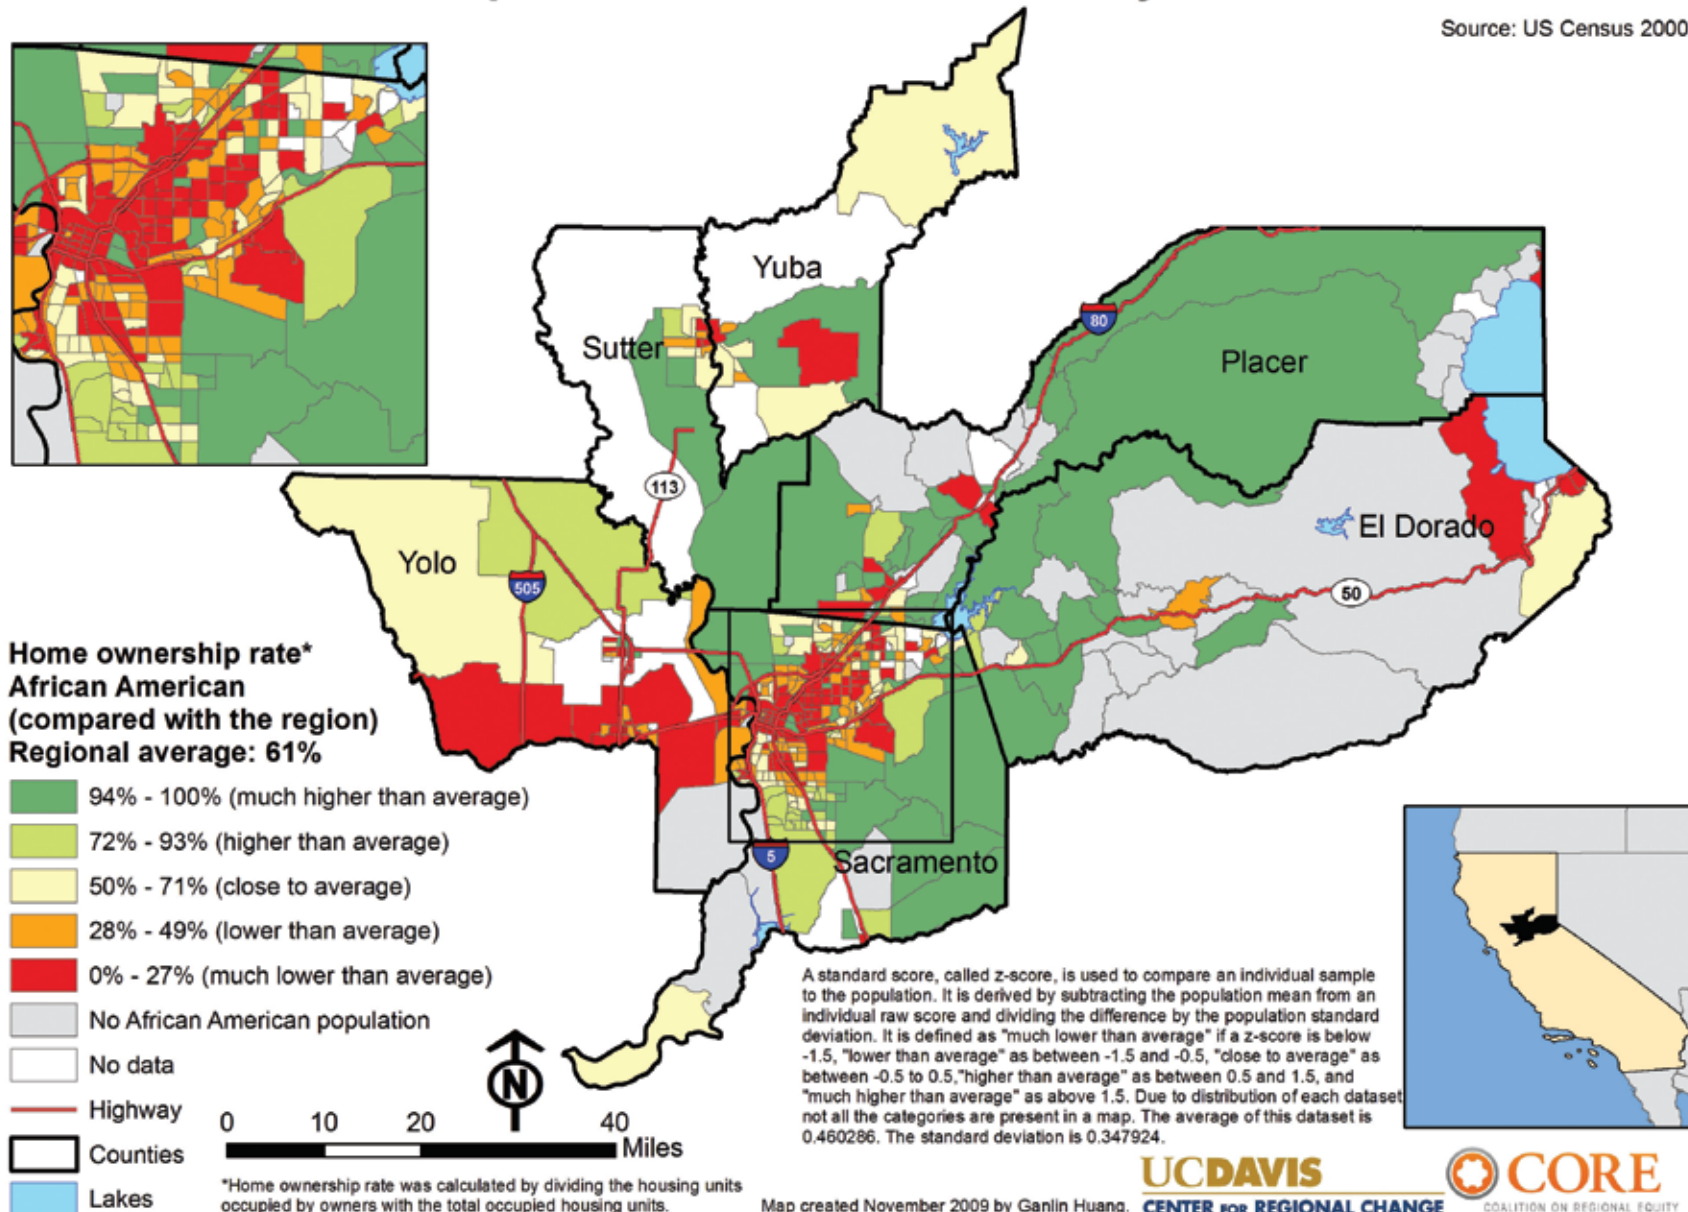 Source: US Census 2000
Yuba
Sutter
80
Placer
113
Yolo
505
El Dorado
50
Home ownership rate*
African American
(compared with the region)
Regional average: 61%
94% - 100% (much higher than average)
72% - 93% (higher than average)
50% - 71% (close to average)
28% - 49% (lower than average)
0% - 27% (much lower than average)
No African American population
No data
Highway
Counties
Lakes
5
Sacramento
N
0 10 20 40
Miles
*Home ownership rate was calculated by dividing the housing units
occupied by owners with the total occupied housing units.
A standard score, called z-score, is used to compare an individual sample
to the population. It is derived by subtracting the population mean from an
individual raw score and dividing the difference by the population standard
deviation. It is defined as "much lower than average" if a z-score is below
-1.5, "lower than average" as between -1.5 and -0.5, "close to average" as
between -0.5 to 0.5,"higher than average" as between 0.5 and 1.5, and
"much higher than average" as above 1.5. Due to distribution of each dataset
not all the categories are present in a map. The average of this dataset is
0.460286. The standard deviation is 0.347924.
Map created November 2009 by Ganlin Huang.
UCDAVIS
CENTER FOR REGIONAL CHANGE
CORE
COALITION ON REGIONAL EQUITY